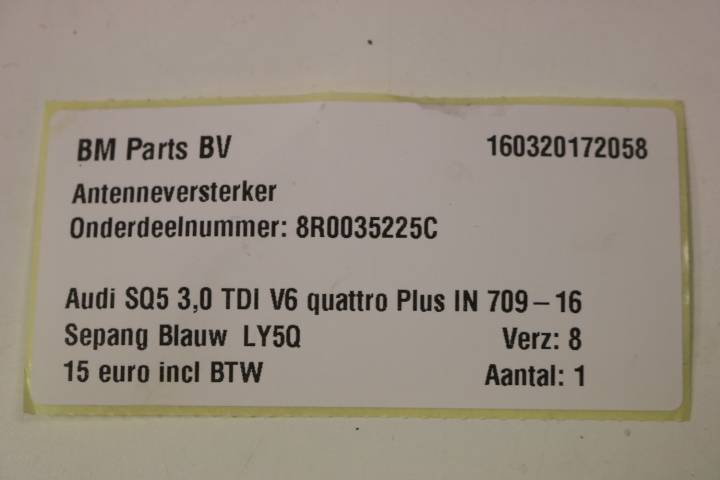 BM Parts BV 160320172058
Antenneversterker
Onderdeelnummer: 8R0035225C
Audi SQ5 3,0 TDI V6 quattro Plus IN 709-16
Sepang Blauw LY5Q Verz: 8
15 euro incl BTW Aantal: 1